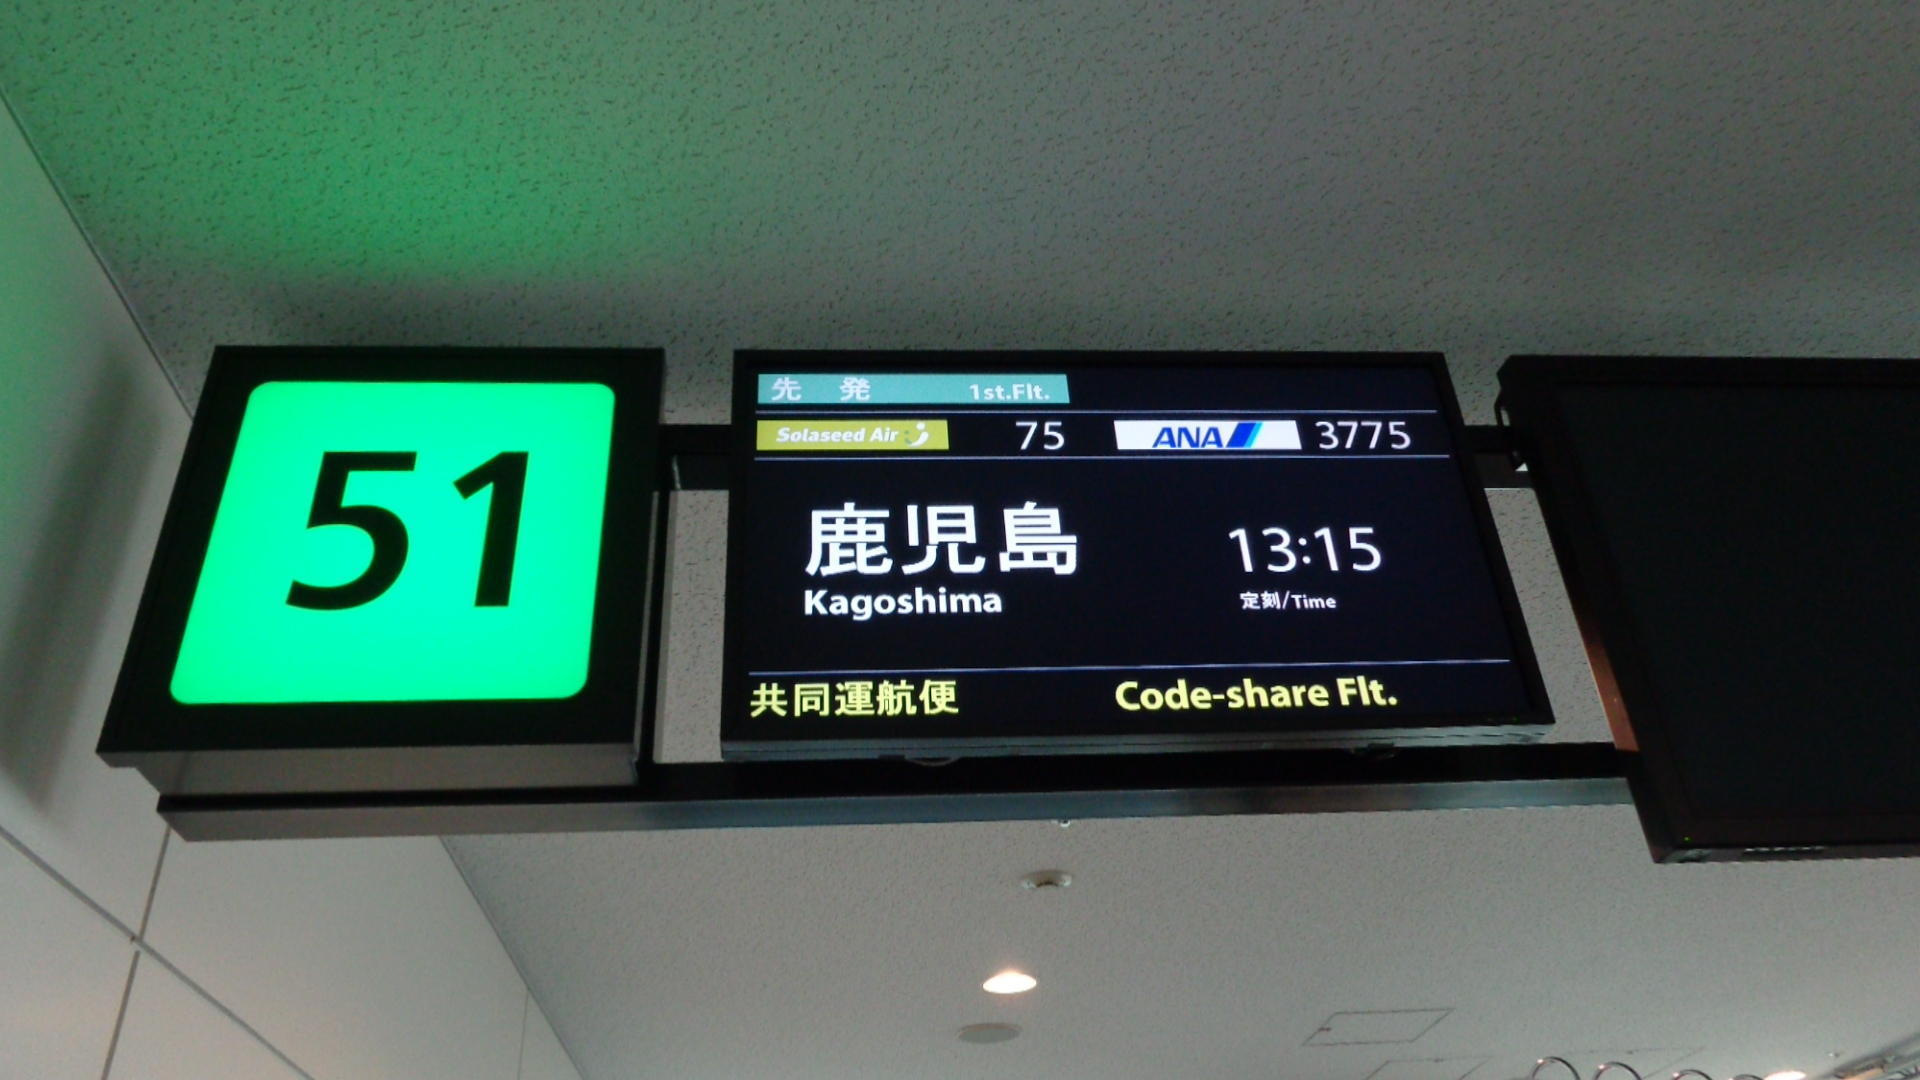 51
先発 1st.Flt.
Solaseed Air 75 ANA 3775
鹿児島 13:15
Kagoshima 定刻/Time
共同運航便 Code-share Flt.